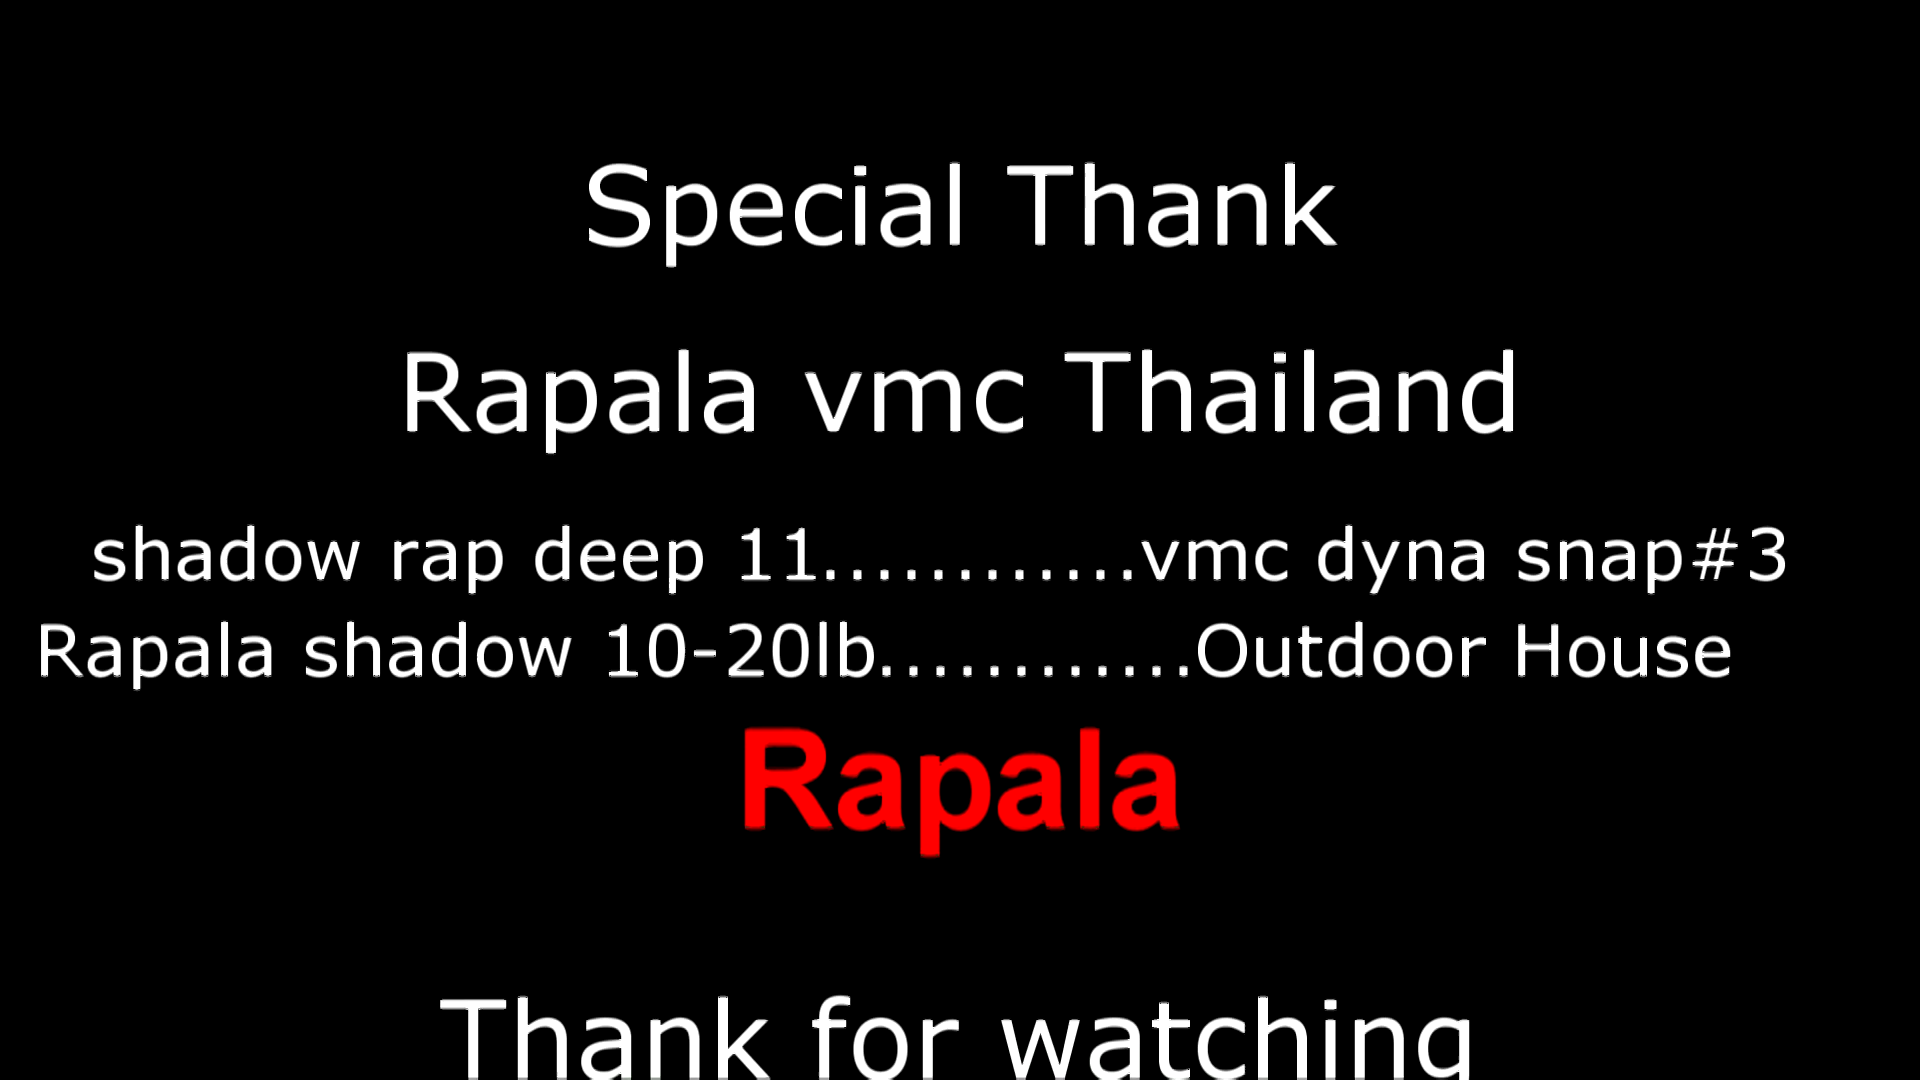 Special Thank
Rapala vmc Thailand
shadow rap deep 11............vmc dyna snap#3
Rapala shadow 10-20lb............Outdoor House
Rapala
Thank for watching